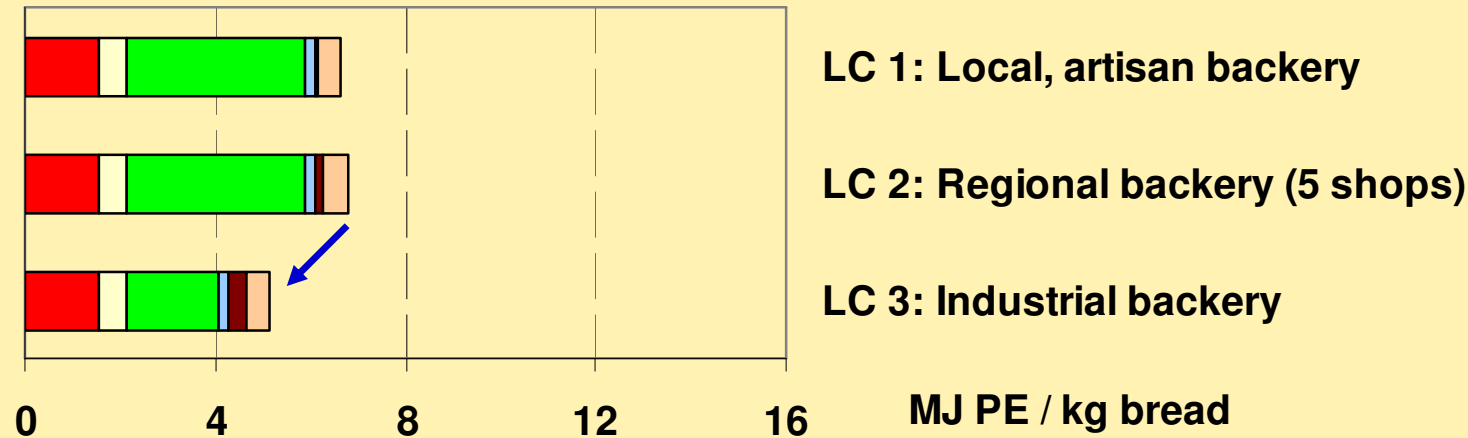 LC 1: Local, artisan backery
LC 2: Regional backery (5 shops)
LC 3: Industrial backery
0 4 8 12 16 MJ PE / kg bread